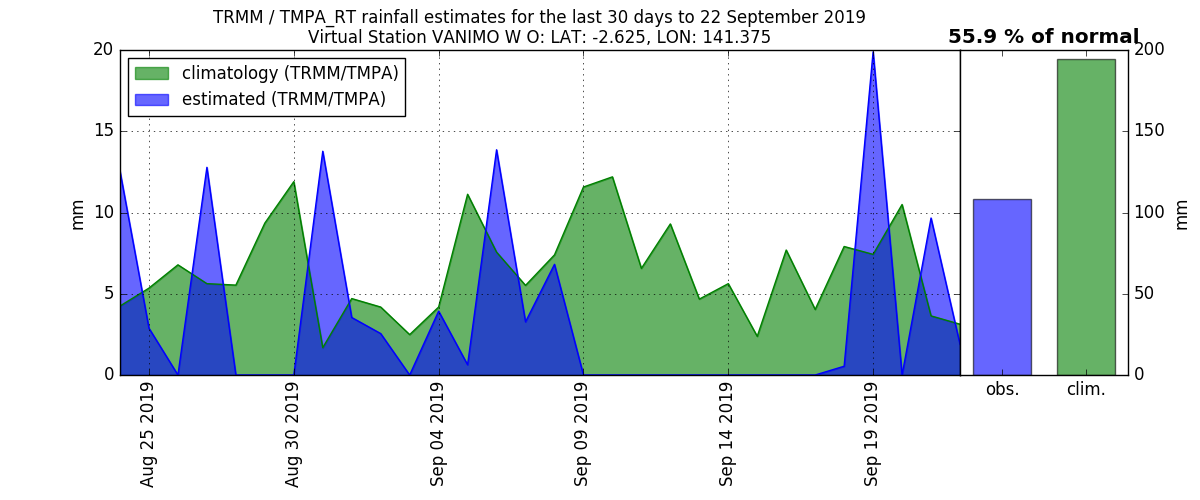 TRMM / TMPA_RT rainfall estimates for the last 30 days to 22 September 2019
Virtual Station VANIMO W O: LAT: -2.625, LON: 141.375
55.9 % of normal
climatology (TRMM/TMPA)
estimated (TRMM/TMPA)
20
15
10
5
0
mm
200
150
100
50
0
mm
Aug 25 2019
Aug 30 2019
Sep 04 2019
Sep 09 2019
Sep 14 2019
Sep 19 2019
obs.
clim.